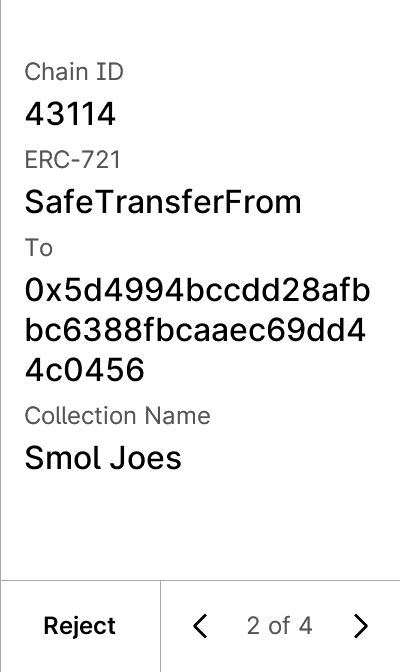 Chain ID
43114
ERC-721
SafeTransferFrom
To
0x5d4994bccdd28afb
bc6388fbcaaec69dd4
4c0456
Collection Name
Smol Joes
Reject
2 of 4